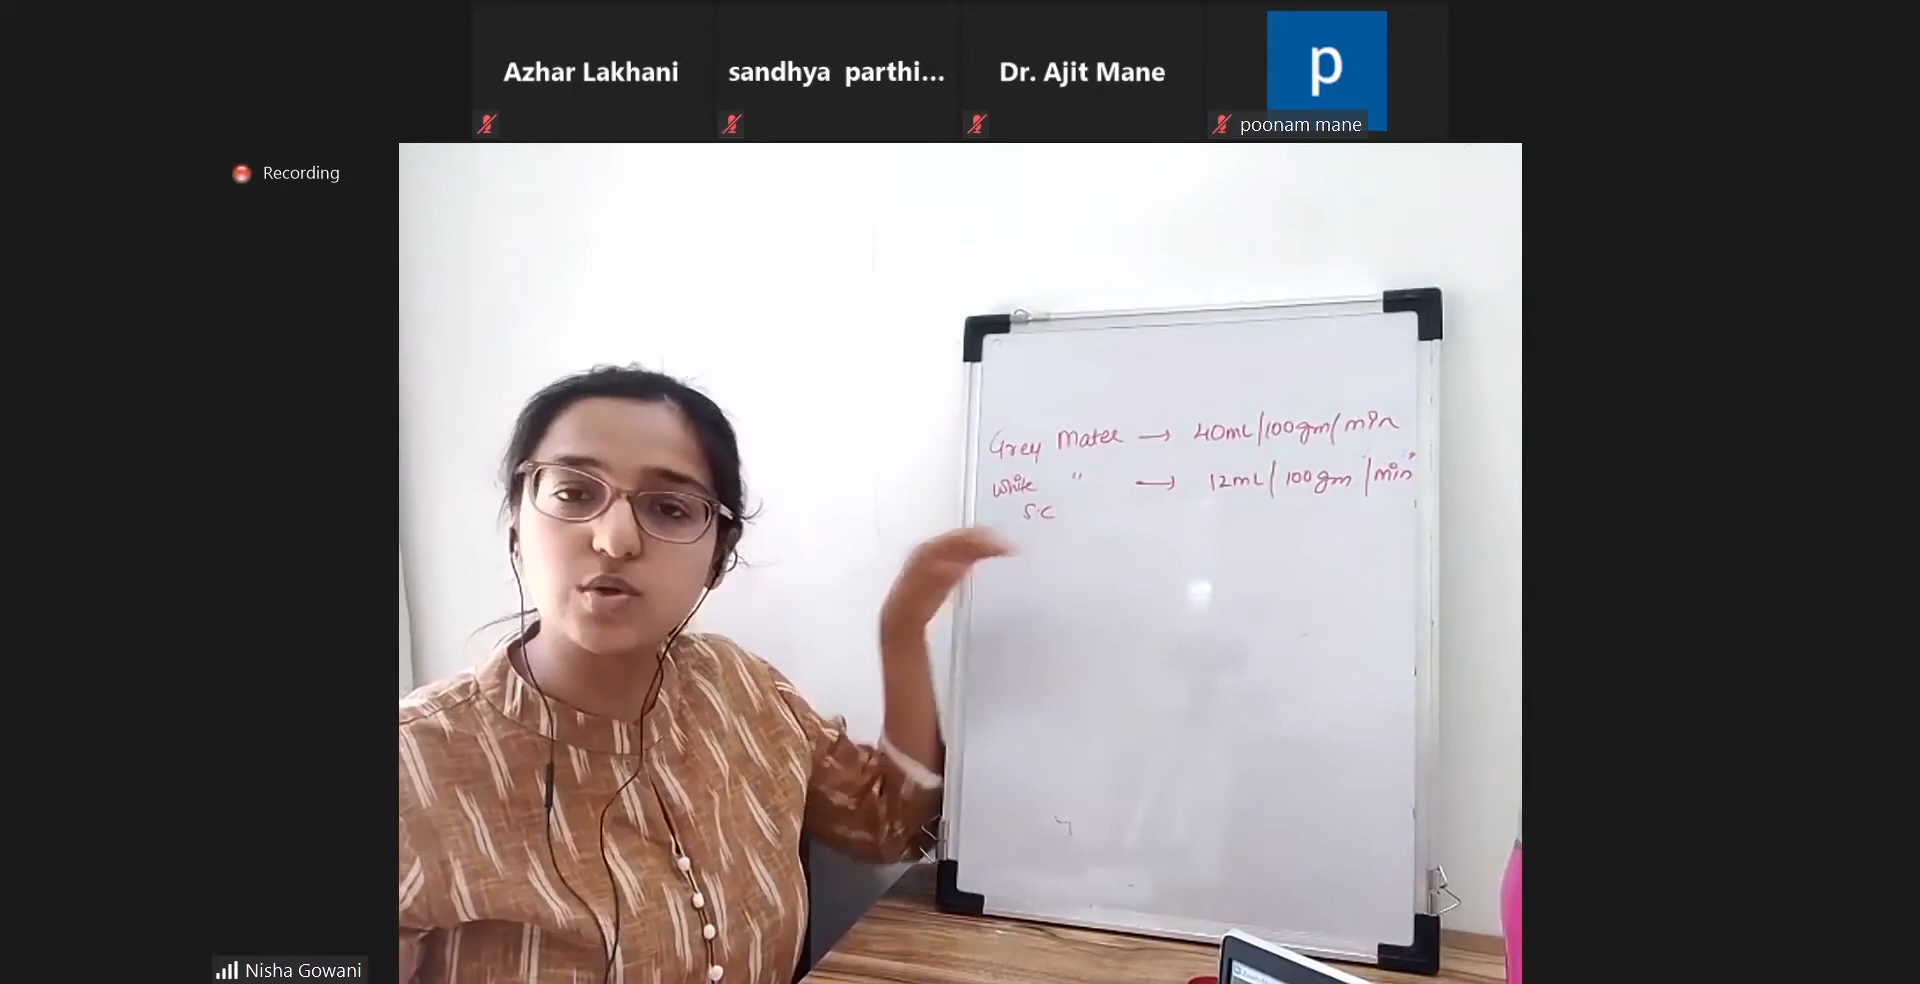 Azhar Lakhani
sandhya parthi...
Dr. Ajit Mane
p
poonam mane
Recording
Grey Mater → 40mL/100gm/min
White " → 12mL/100gm/min
S.C
Nisha Gowani